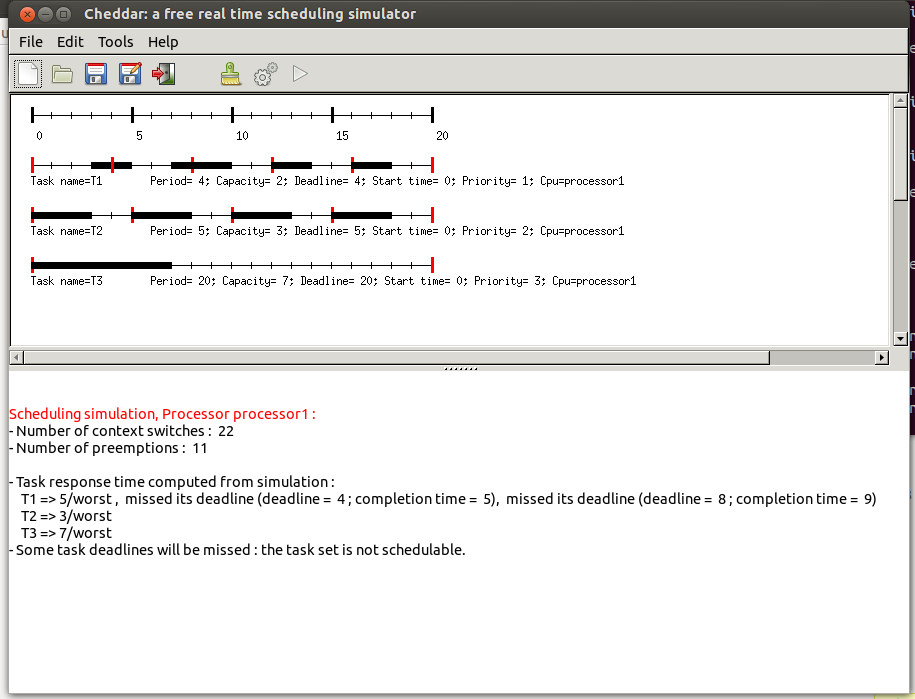 Cheddar: a free real time scheduling simulator
File Edit Tools Help
0 5 10 15 20
Task name=T1 Period= 4; Capacity= 2; Deadline= 4; Start time= 0; Priority= 1; Cpu=processor1
Task name=T2 Period= 5; Capacity= 3; Deadline= 5; Start time= 0; Priority= 2; Cpu=processor1
Task name=T3 Period= 20; Capacity= 7; Deadline= 20; Start time= 0; Priority= 3; Cpu=processor1
Scheduling simulation, Processor processor1 :
- Number of context switches : 22
- Number of preemptions : 11
- Task response time computed from simulation :
T1 => 5/worst , missed its deadline (deadline = 4 ; completion time = 5), missed its deadline (deadline = 8 ; completion time = 9)
T2 => 3/worst
T3 => 7/worst
- Some task deadlines will be missed : the task set is not schedulable.